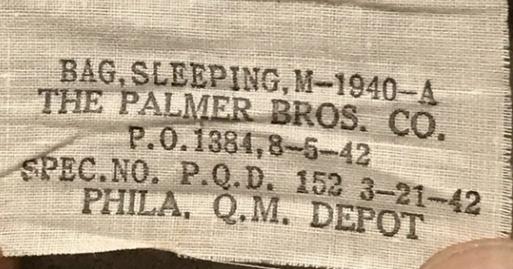 BAG, SLEEPING, M-1940-A
THE PALMER BROS. CO.
P.O.1384, 8-5-42
SPEC.NO. P.Q.D. 152 3-21-42
PHILA. Q.M. DEPOT